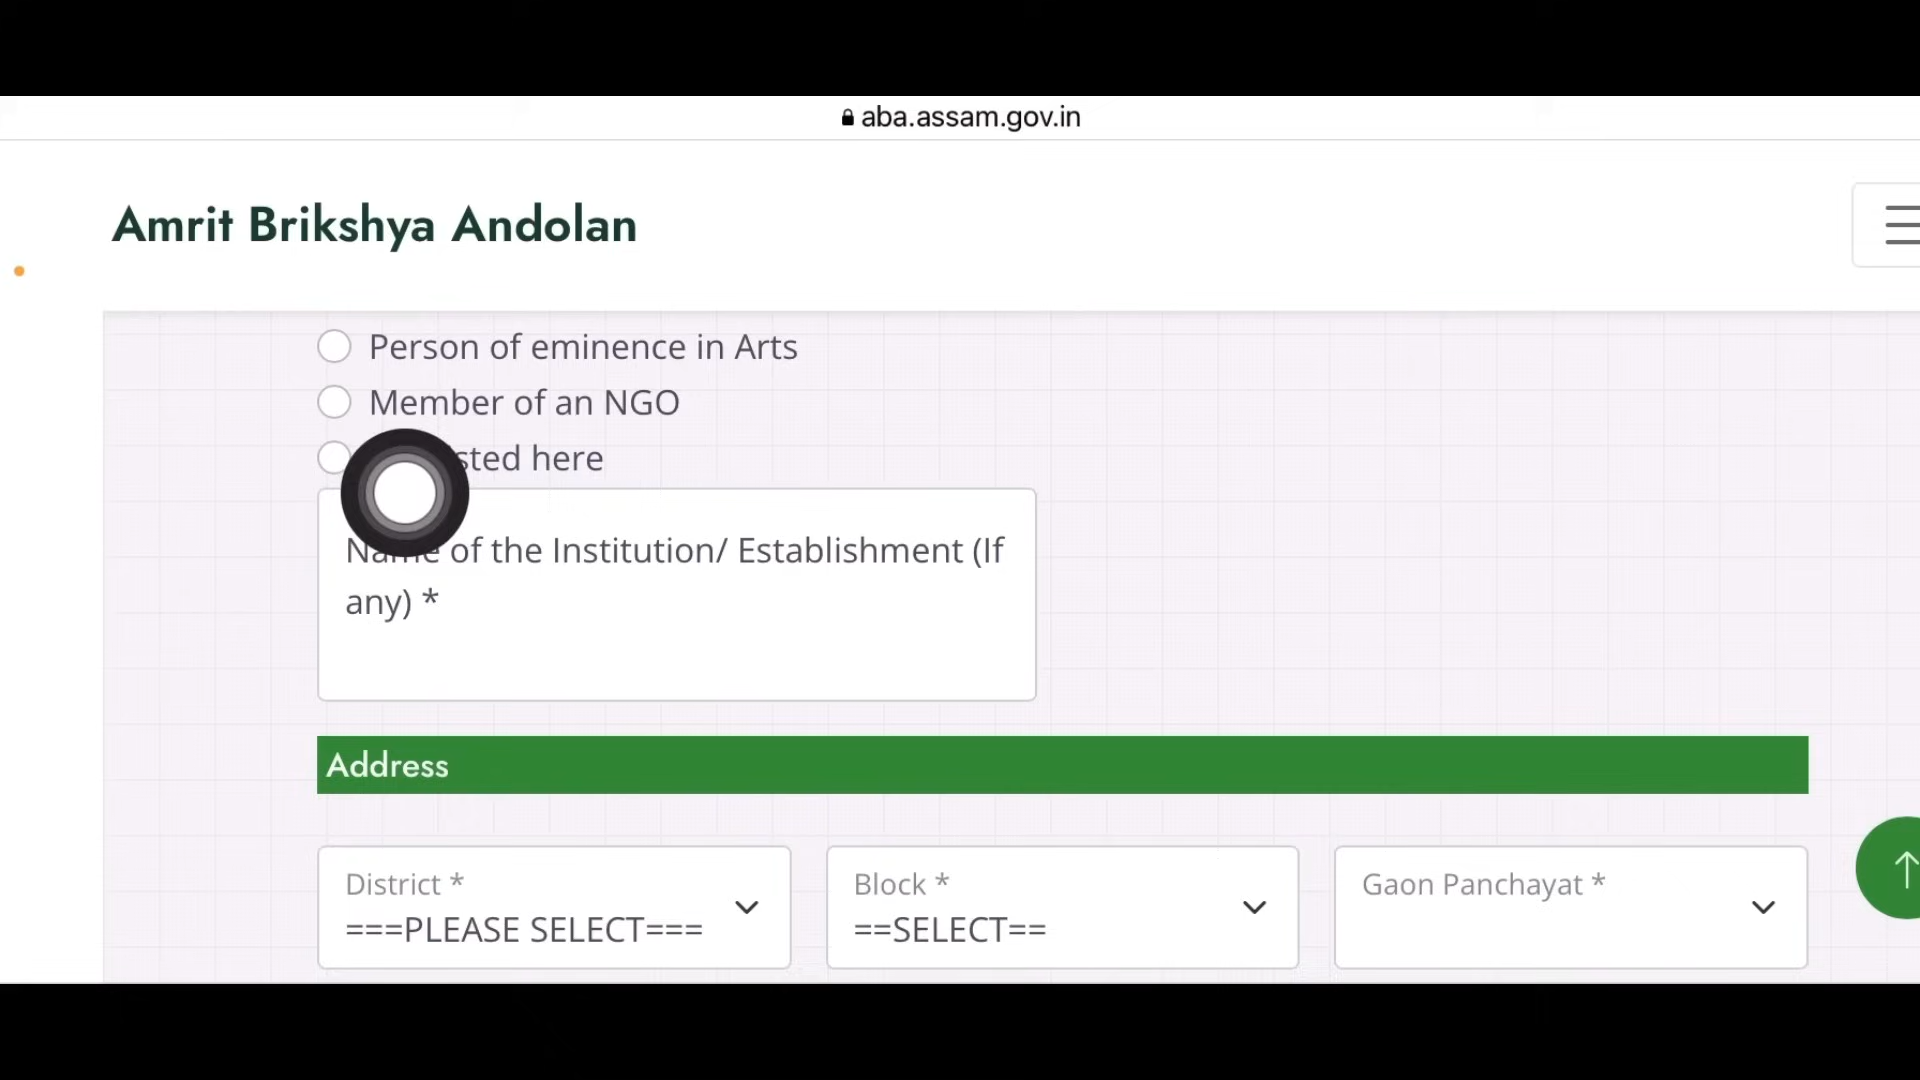 aba.assam.gov.in
Amrit Brikshya Andolan
Person of eminence in Arts
Member of an NGO
here
Name of the Institution/ Establishment (If
any) *
Address
District *
===PLEASE SELECT===
Block *
==SELECT==
Gaon Panchayat *